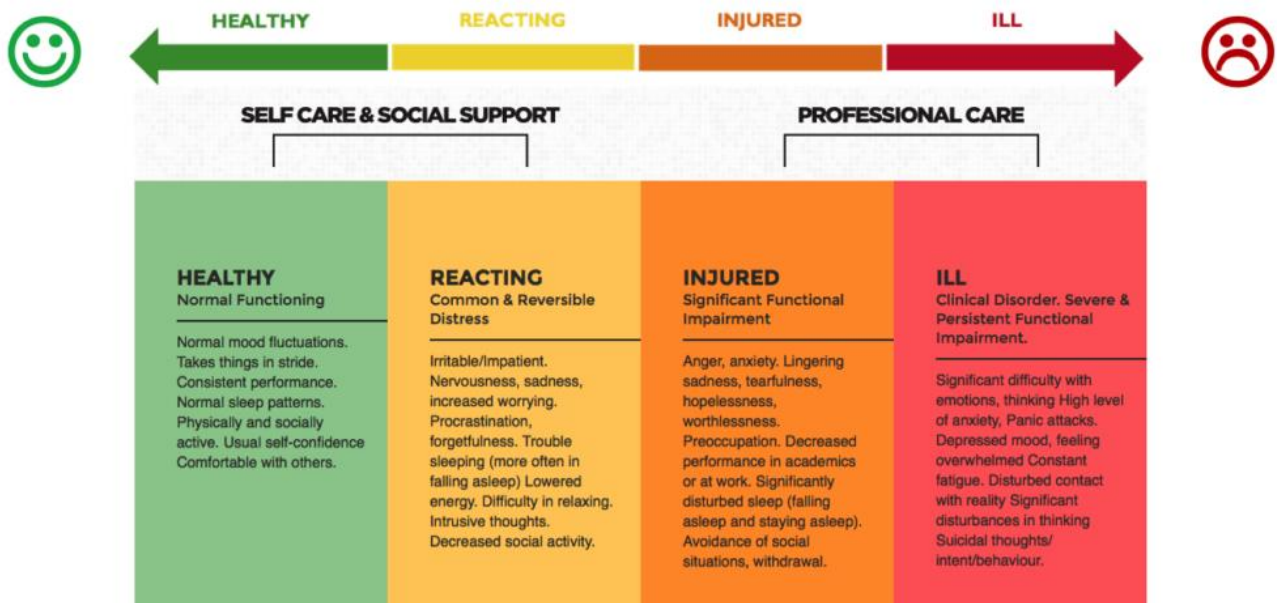 HEALTHY
REACTING
INJURED
ILL
SELF CARE & SOCIAL SUPPORT
PROFESSIONAL CARE
HEALTHY
Normal Functioning
Normal mood fluctuations.
Takes things in stride.
Consistent performance.
Normal sleep patterns.
Physically and socially
active. Usual self-confidence
Comfortable with others.
REACTING
Common & Reversible
Distress
Irritable/Impatient.
Nervousness, sadness,
increased worrying.
Procrastination,
forgetfulness. Trouble
sleeping (more often in
falling asleep) Lowered
energy. Difficulty in relaxing.
Intrusive thoughts.
Decreased social activity.
INJURED
Significant Functional
Impairment
Anger, anxiety. Lingering
sadness, tearfulness,
hopelessness,
worthlessness.
Preoccupation. Decreased
performance in academics
or at work. Significantly
disturbed sleep (falling
asleep and staying asleep).
Avoidance of social
situations, withdrawal.
ILL
Clinical Disorder. Severe &
Persistent Functional
Impairment.
Significant difficulty with
emotions, thinking High level
of anxiety, Panic attacks.
Depressed mood, feeling
overwhelmed Constant
fatigue. Disturbed contact
with reality Significant
disturbances in thinking
Suicidal thoughts/
intent/behaviour.